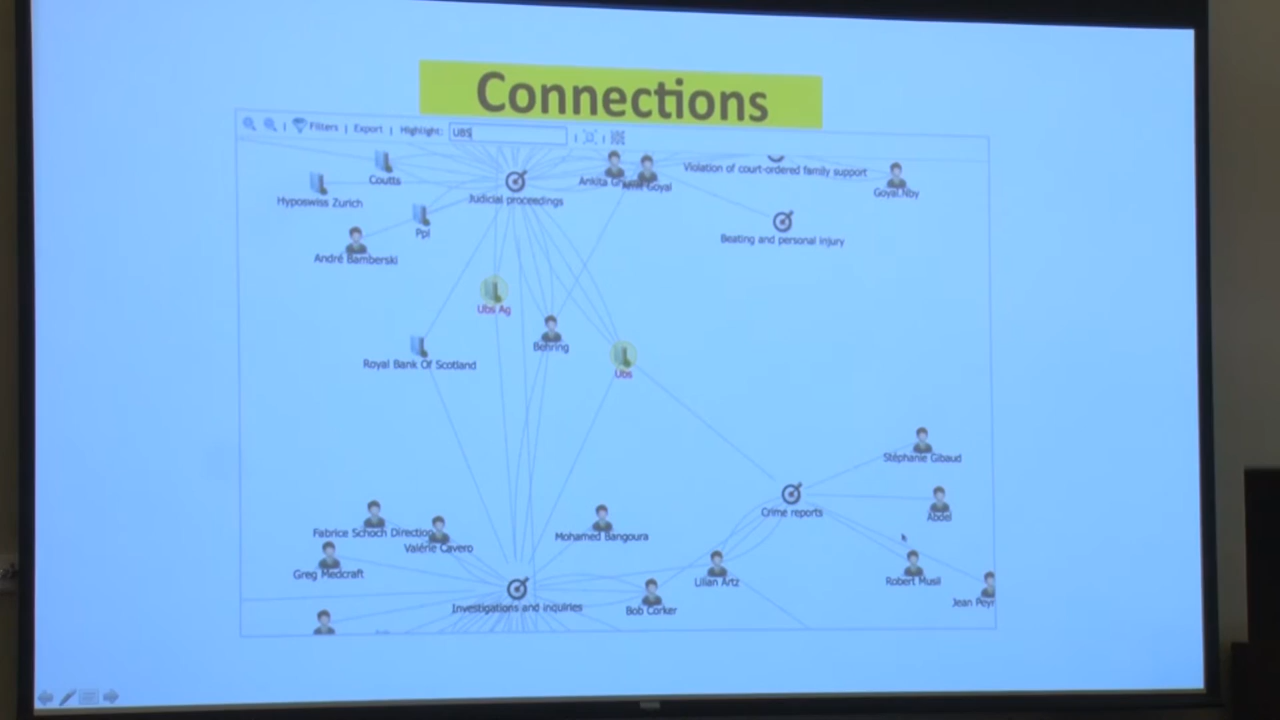 Connections
Filters | Export | Highlight: UBS
Coutts
Judicial proceedings
Ankita
Goyal
Violation of court-ordered family support
Goyal.Nby
Hyposwiss Zurich
Ppl
Beating and personal injury
André Bamberski
Ubs Ag
Behring
Royal Bank Of Scotland
Ubs
Stéphanie Gibaud
Crime reports
Abdel
Fabrice Schoch Direction
Mohamed Bangoura
Valérie Cavero
Greg Medcraft
Ulian Artz
Robert Musil
Investigations and inquiries
Bob Corker
Jean Peyr